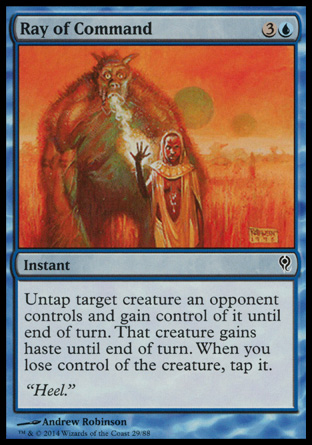 Ray of Command 3
Instant
Untap target creature an opponent
controls and gain control of it until
end of turn. That creature gains
haste until end of turn. When you
lose control of the creature, tap it.
“Heel.”
Andrew Robinson
™ & © 2014 Wizards of the Coast 29/88